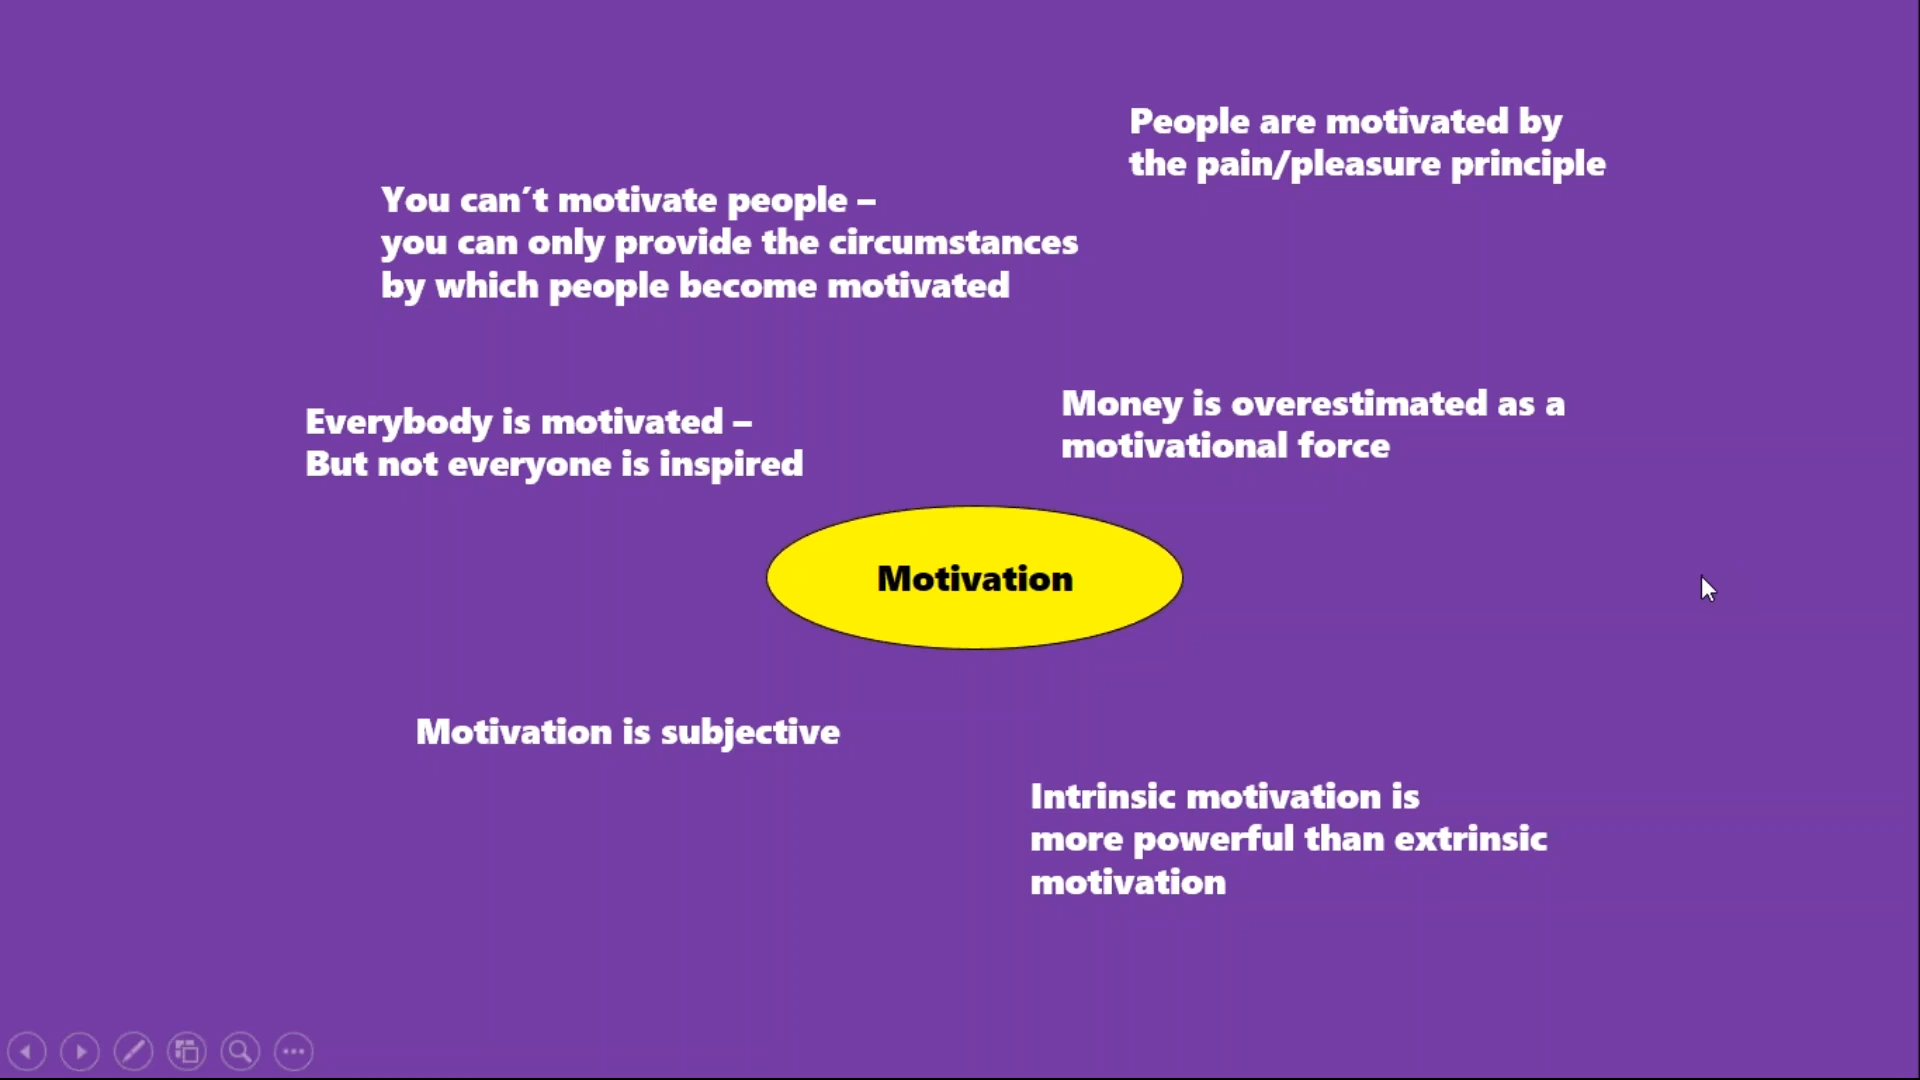 People are motivated by
the pain/pleasure principle
You can’t motivate people –
you can only provide the circumstances
by which people become motivated
Money is overestimated as a
motivational force
Everybody is motivated –
But not everyone is inspired
Motivation
Motivation is subjective
Intrinsic motivation is
more powerful than extrinsic
motivation